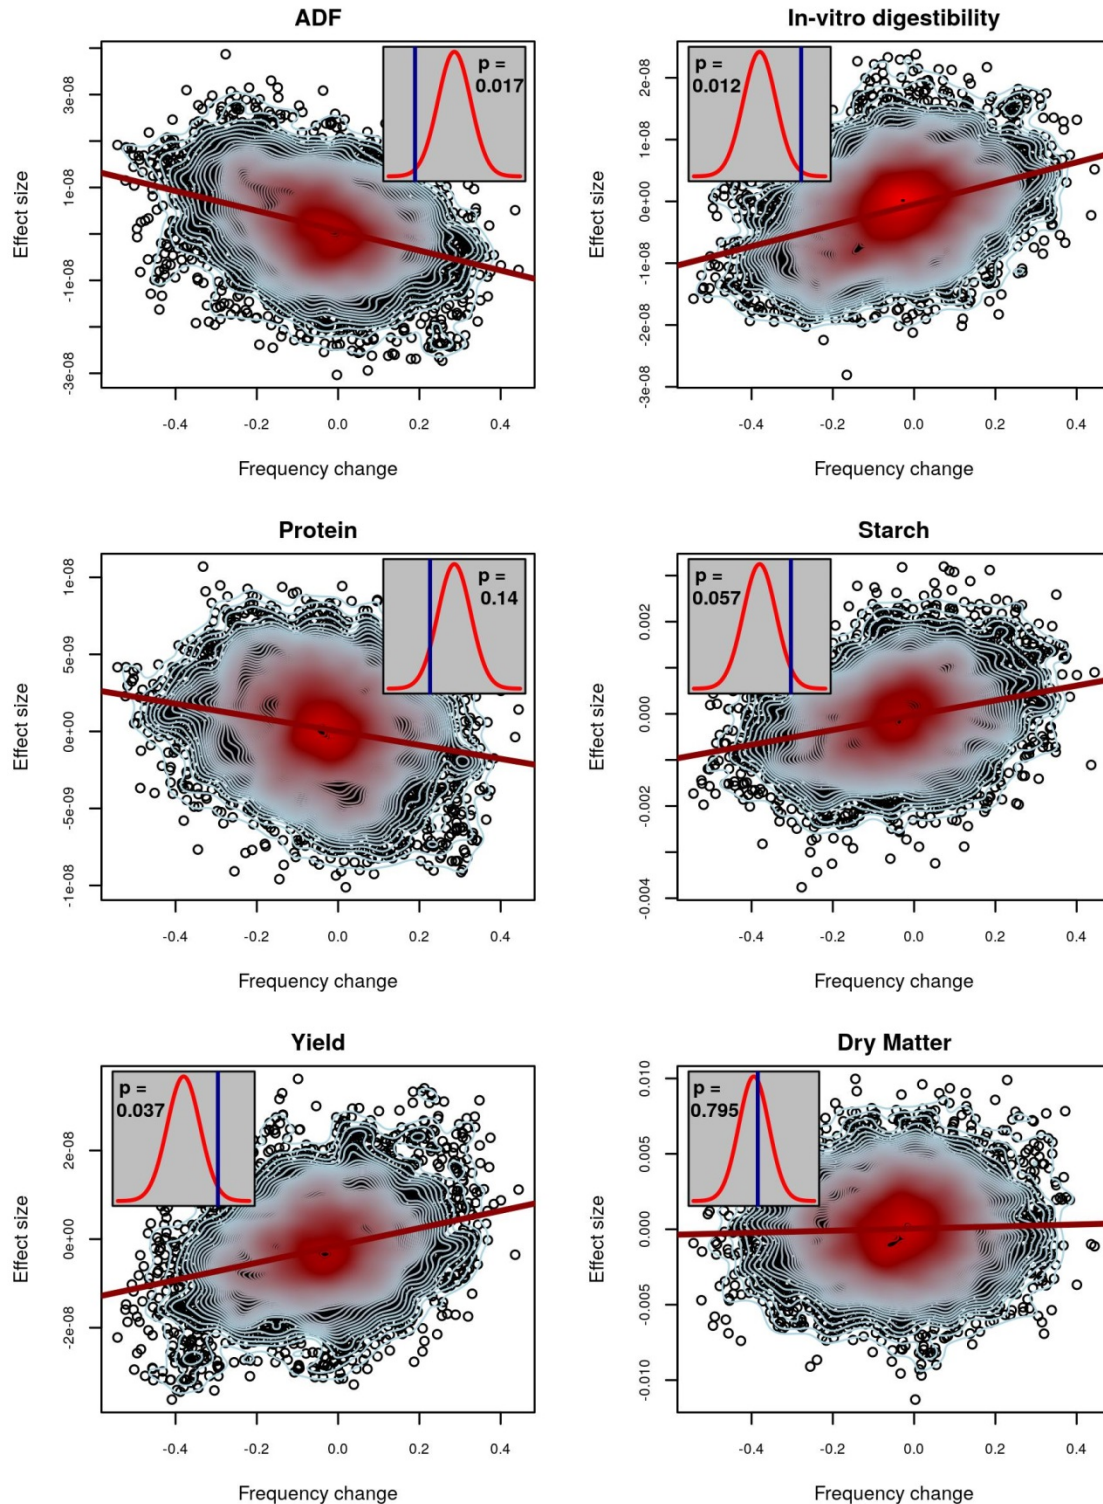 ADF
In-vitro digestibility
Effect size
3e-08
1e-08
-1e-08
-3e-08
p =
0.017
-0.4
-0.2
0.0
0.2
0.4
Frequency change
Effect size
2e-08
1e-08
0e+00
-1e-08
-2e-08
-3e-08
p =
0.012
-0.4
-0.2
0.0
0.2
0.4
Frequency change
Protein
Starch
Effect size
1e-08
5e-09
0e+00
-5e-09
-1e-08
p =
0.14
-0.4
-0.2
0.0
0.2
0.4
Frequency change
Effect size
0.002
0.000
-0.002
-0.004
p =
0.057
-0.4
-0.2
0.0
0.2
0.4
Frequency change
Yield
Dry Matter
Effect size
2e-08
0e+00
-2e-08
p =
0.037
-0.4
-0.2
0.0
0.2
0.4
Frequency change
Effect size
0.010
0.005
0.000
-0.005
-0.010
p =
0.795
-0.4
-0.2
0.0
0.2
0.4
Frequency change